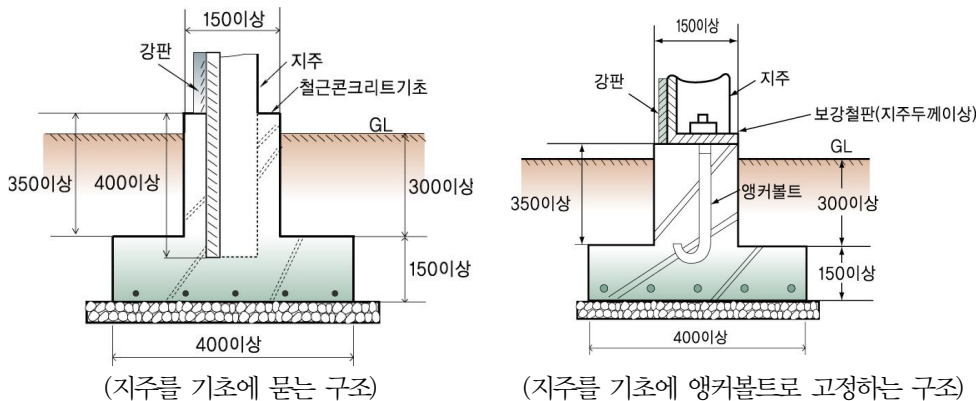 150이상
강판
지주
철근콘크리트기초
GL
350이상
400이상
300이상
150이상
400이상
(지주를 기초에 묻는 구조)
150이상
강판
지주
보강철판(지주두께이상)
GL
350이상
앵커볼트
300이상
150이상
400이상
(지주를 기초에 앵커볼트로 고정하는 구조)